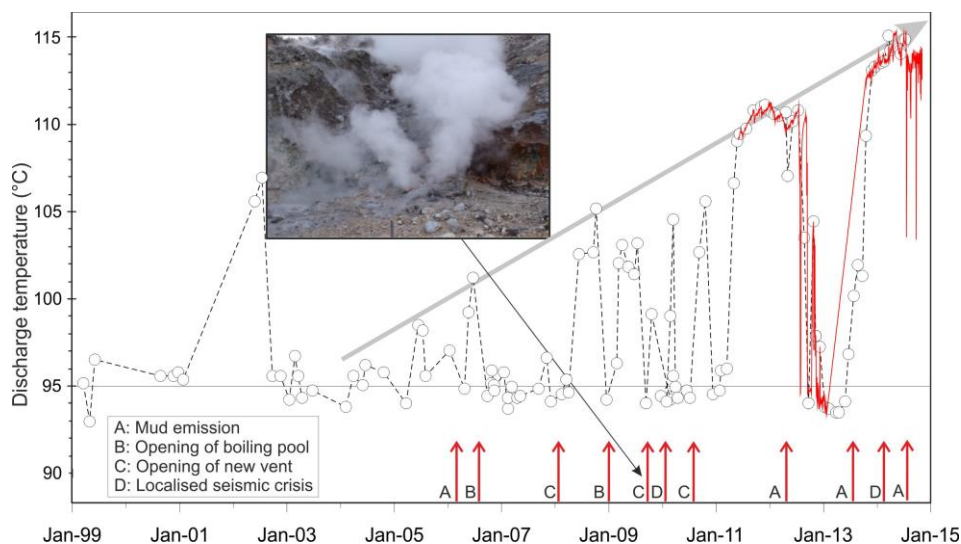 115
110
105
100
95
90
Discharge temperature (°C)
A: Mud emission
B: Opening of boiling pool
C: Opening of new vent
D: Localised seismic crisis
A B C B C D C A A D A
Jan-99 Jan-01 Jan-03 Jan-05 Jan-07 Jan-09 Jan-11 Jan-13 Jan-15